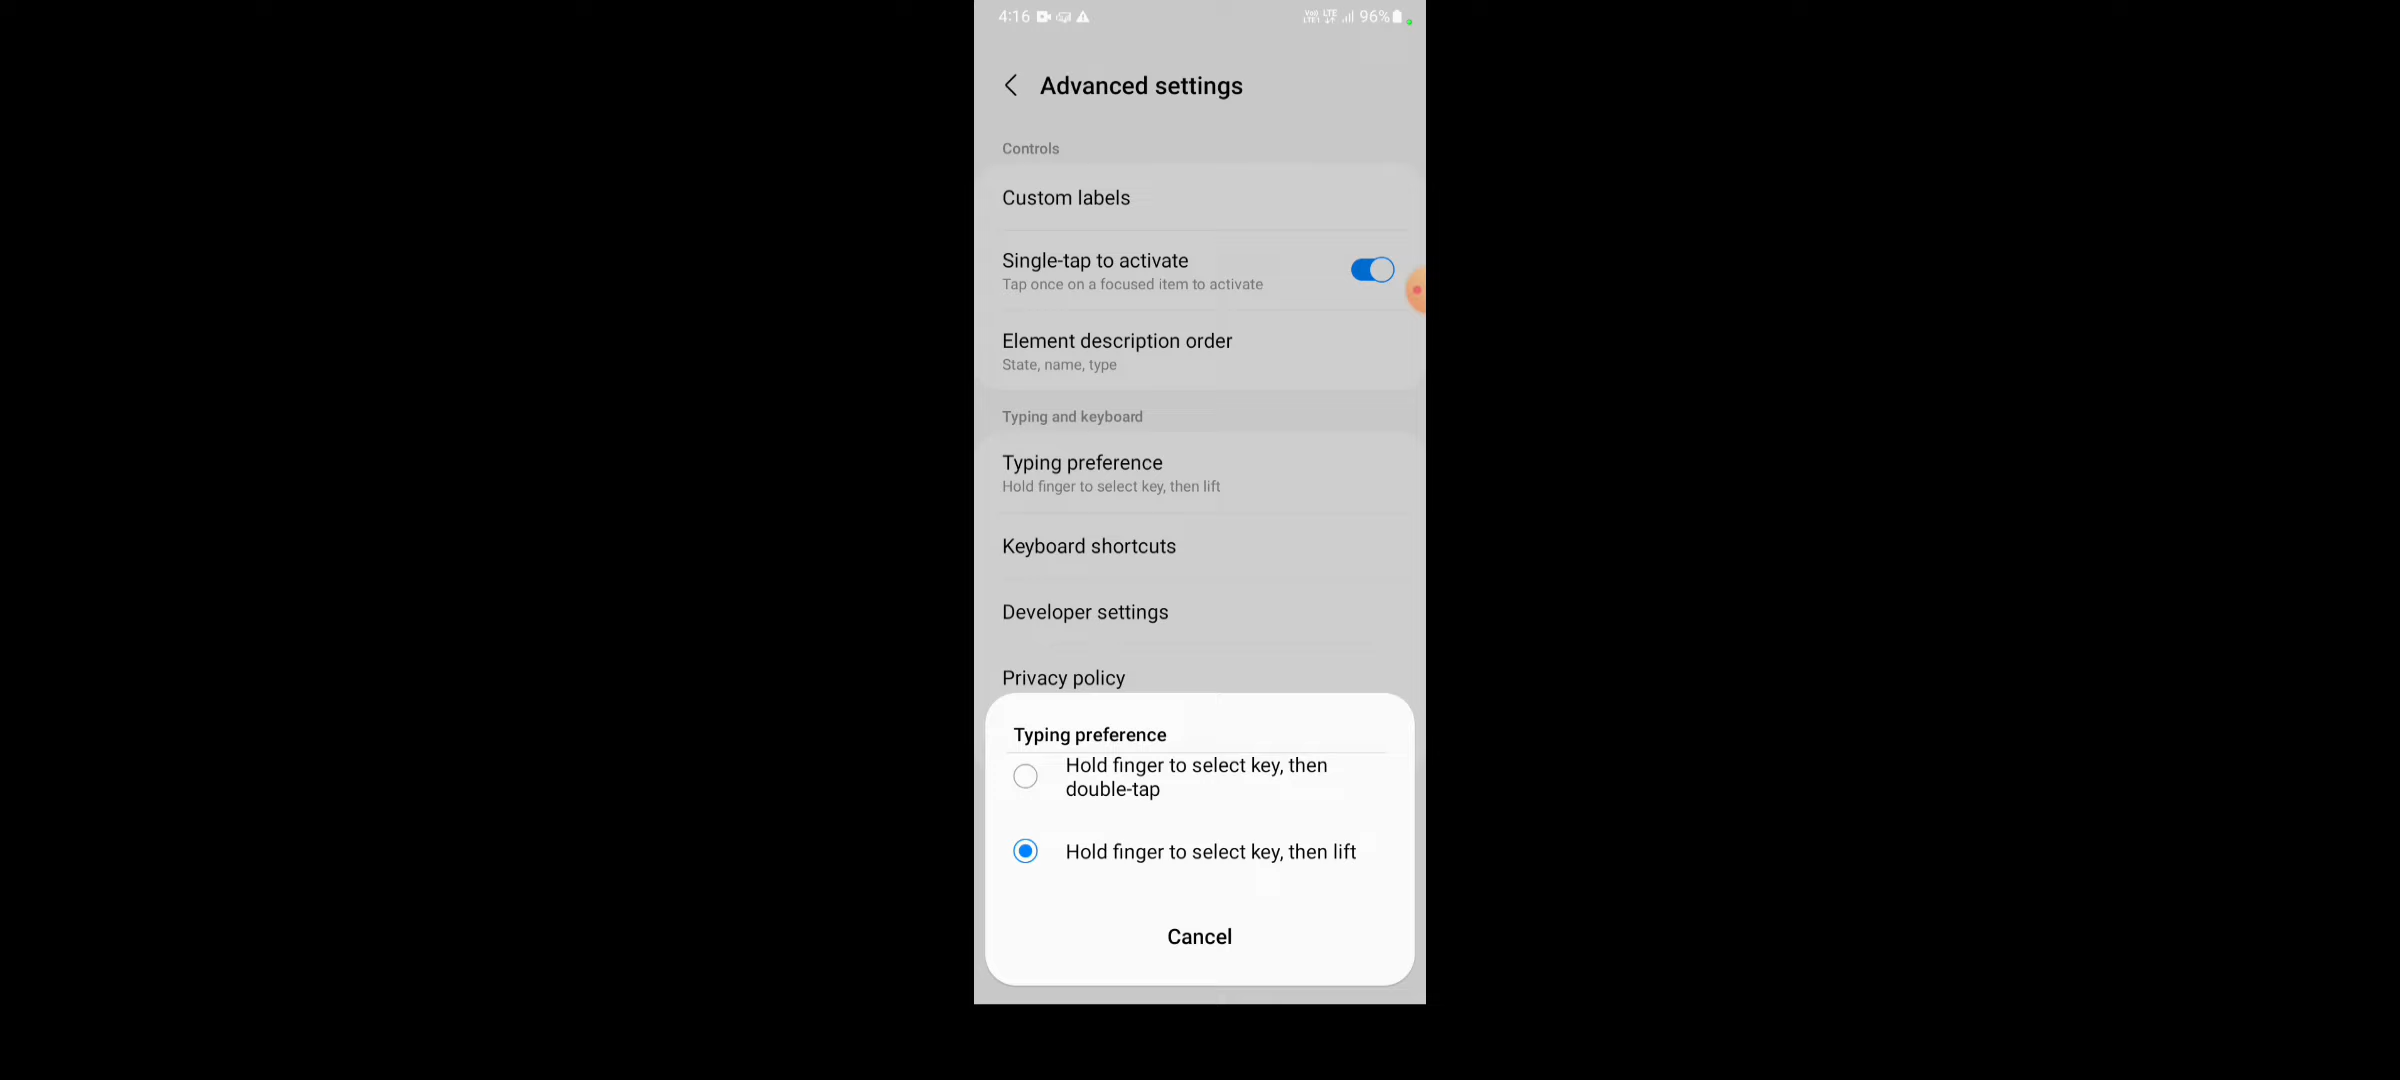 4:16
Vo)) LTE1 LTE 96%
Advanced settings
Controls
Custom labels
Single-tap to activate
Tap once on a focused item to activate
Element description order
State, name, type
Typing and keyboard
Typing preference
Hold finger to select key, then lift
Keyboard shortcuts
Developer settings
Privacy policy
Typing preference
Hold finger to select key, then
double-tap
Hold finger to select key, then lift
Cancel